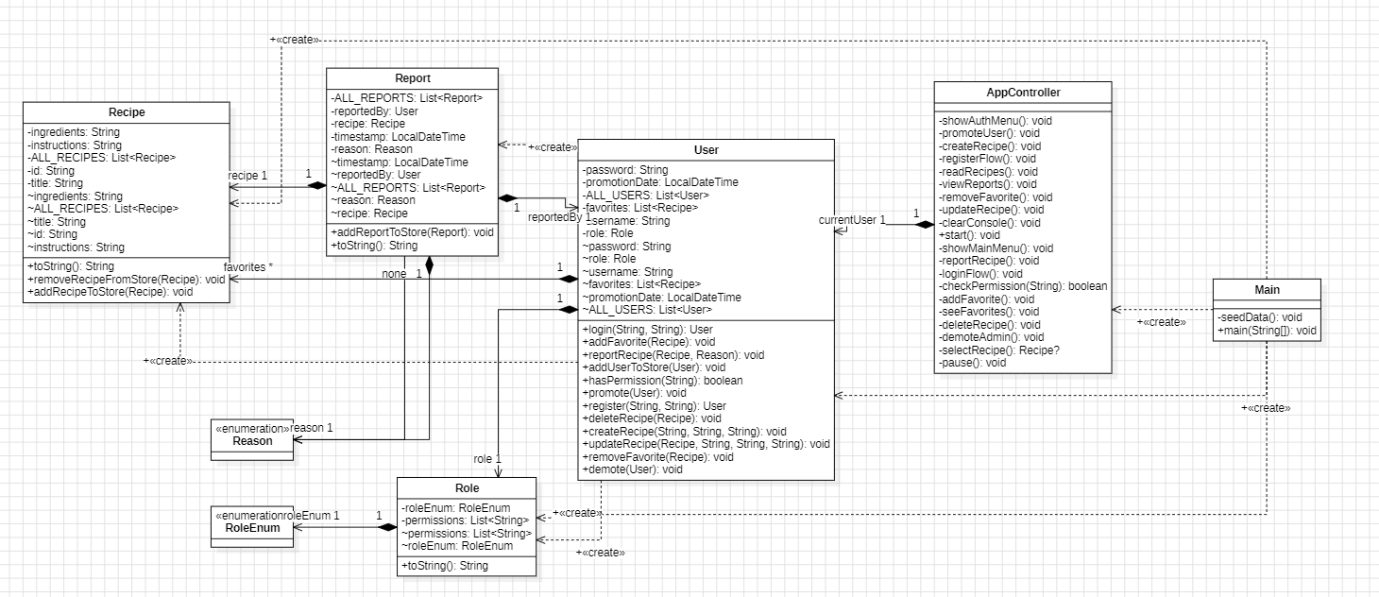 +«create»
Report
-ALL_REPORTS: List<Report>
-reportedBy: User
-recipe: Recipe
-timestamp: LocalDateTime
-reason: Reason
~timestamp: LocalDateTime
~reportedBy: User
~ALL_REPORTS: List<Report>
~reason: Reason
~recipe: Recipe
+addReportToStore(Report): void
+toString(): String
Recipe
-ingredients: String
-instructions: String
-ALL_RECIPES: List<Recipe>
-id: String
-title: String
~ingredients: String
~ALL_RECIPES: List<Recipe>
~title: String
~id: String
~instructions: String
+toString(): String
+removeRecipeFromStore(Recipe): void
+addRecipeToStore(Recipe): void
recipe 1
1
+«create»
1
reportedBy 1
User
-password: String
-promotionDate: LocalDateTime
-ALL_USERS: List<User>
-favorites: List<Recipe>
-username: String
-role: Role
~password: String
~role: Role
~username: String
~favorites: List<Recipe>
~promotionDate: LocalDateTime
~ALL_USERS: List<User>
+login(String, String): User
+addFavorite(Recipe): void
+reportRecipe(Recipe, Reason): void
+addUserToStore(User): void
+hasPermission(String): boolean
+promote(User): void
+register(String, String): User
+deleteRecipe(Recipe): void
+createRecipe(String, String, String): void
+updateRecipe(Recipe, String, String, String): void
+removeFavorite(Recipe): void
+demote(User): void
currentUser 1
1
AppController
-showAuthMenu(): void
-promoteUser(): void
-createRecipe(): void
-registerFlow(): void
-readRecipes(): void
-viewReports(): void
-removeFavorite(): void
-updateRecipe(): void
-clearConsole(): void
+start(): void
-showMainMenu(): void
-reportRecipe(): void
-loginFlow(): void
-checkPermission(String): boolean
-addFavorite(): void
-seeFavorites(): void
-deleteRecipe(): void
-demoteAdmin(): void
-selectRecipe(): Recipe?
-pause(): void
Main
-seedData(): void
+main(String[]): void
+«create»
+«create»
favorites *
none
1
1
1
+«create»
«enumeration»
reason 1
Reason
role 1
«enumeration
roleEnum 1
1
RoleEnum
Role
-roleEnum: RoleEnum
-permissions: List<String>
~permissions: List<String>
~roleEnum: RoleEnum
+toString(): String
+«create»
+«create»